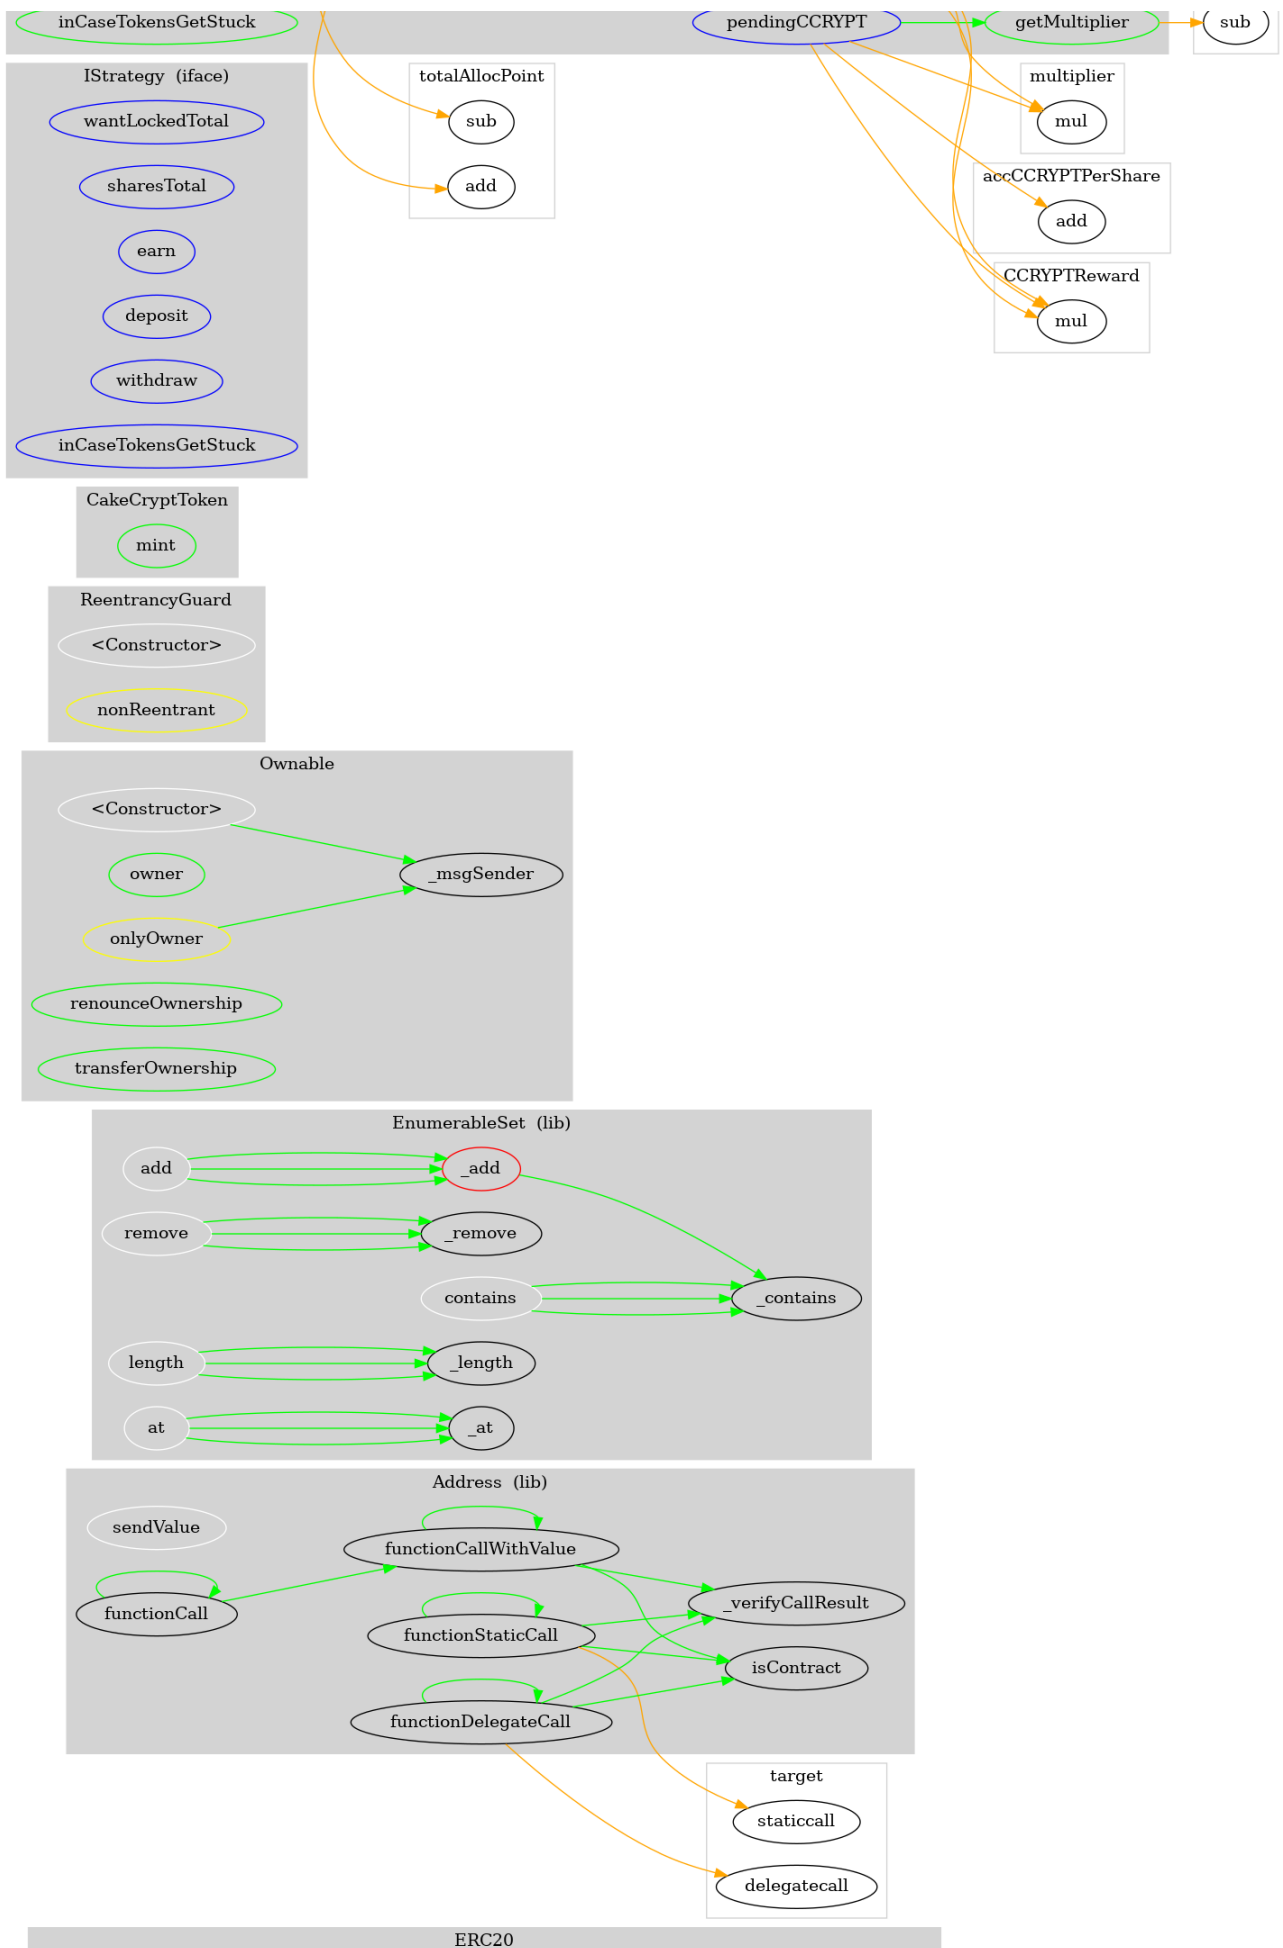 inCaseTokensGetStuck
pendingCCRYPT
getMultiplier
sub
IStrategy (iface)
wantLockedTotal
sharesTotal
earn
deposit
withdraw
inCaseTokensGetStuck
totalAllocPoint
sub
add
multiplier
mul
accCCRYPTPerShare
add
CCRYPTReward
mul
CakeCryptToken
mint
ReentrancyGuard
<Constructor>
nonReentrant
Ownable
<Constructor>
owner
_msgSender
onlyOwner
renounceOwnership
transferOwnership
EnumerableSet (lib)
add
_add
remove
_remove
contains
_contains
length
_length
at
_at
Address (lib)
sendValue
functionCallWithValue
functionCall
_verifyCallResult
functionStaticCall
isContract
functionDelegateCall
target
staticcall
delegatecall
ERC20